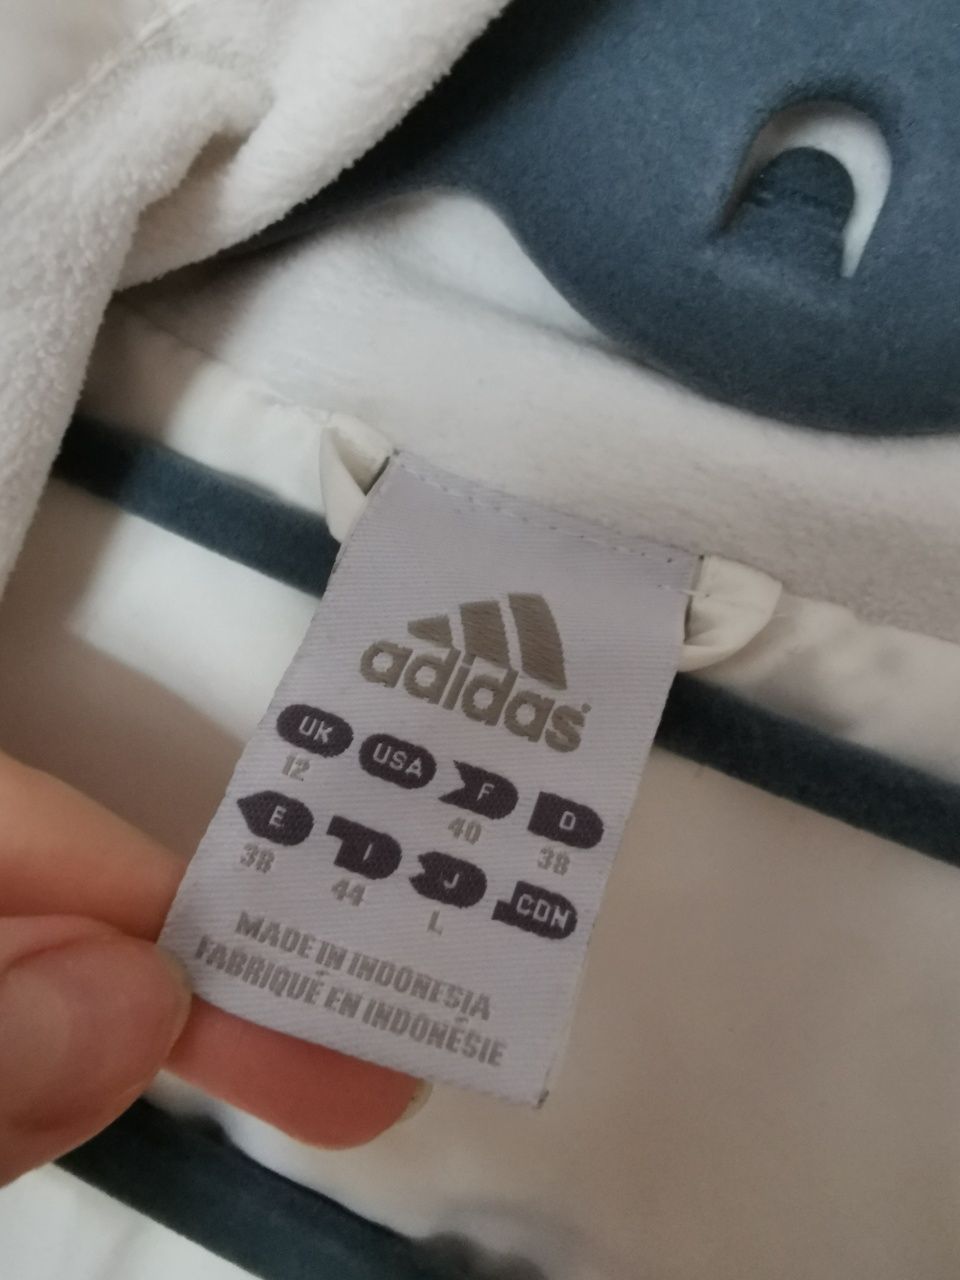 adidas
UK USA F D
12 40 38
E I J CDN
38 44 L
MADE IN INDONESIA
FABRIQUÉ EN INDONÉSIE